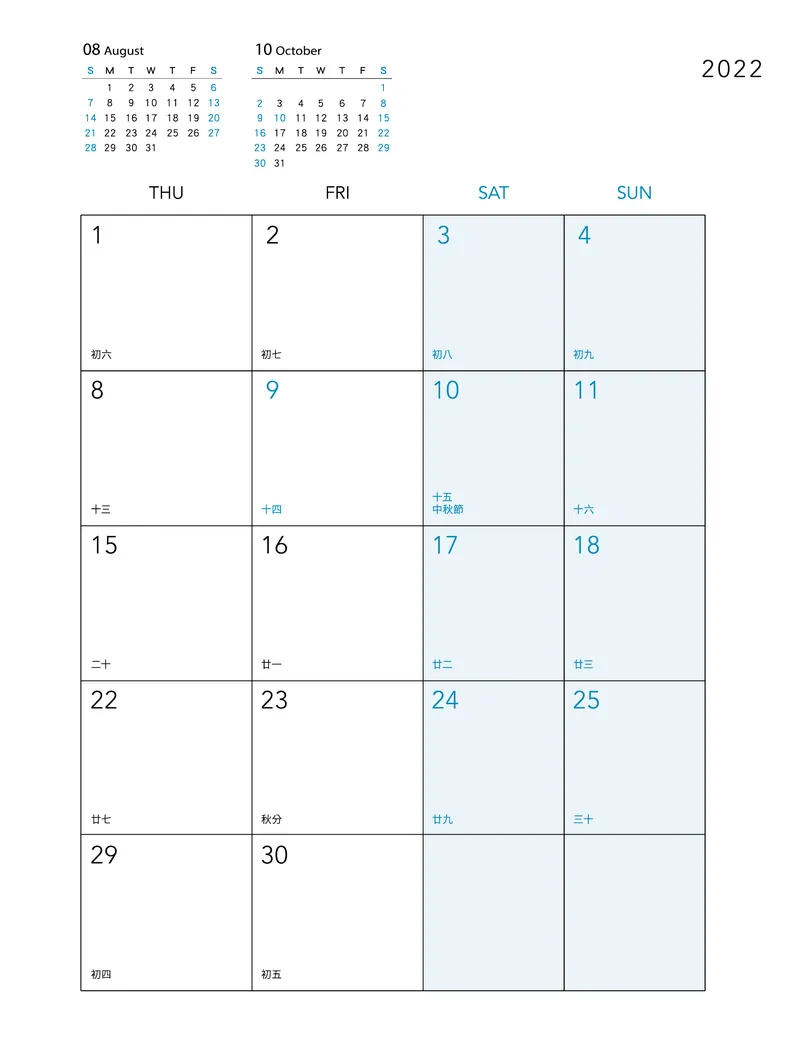 08 August
S M T W T F S
1 2 3 4 5 6
7 8 9 10 11 12 13
14 15 16 17 18 19 20
21 22 23 24 25 26 27
28 29 30 31
10 October
S M T W T F S
1
2 3 4 5 6 7 8
9 10 11 12 13 14 15
16 17 18 19 20 21 22
23 24 25 26 27 28 29
30 31
2022
THU FRI SAT SUN
1 2 3 4
初六 初七 初八 初九
8 9 10 11
十五
十三 十四 中秋節 十六
15 16 17 18
二十 廿一 廿二 廿三
22 23 24 25
廿七 秋分 廿九 三十
29 30
初四 初五